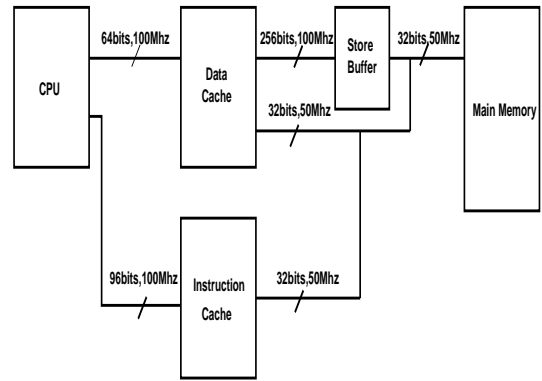 64bits,100Mhz
256bits,100Mhz
Store
Buffer
32bits,50Mhz
CPU
Data
Cache
32bits,50Mhz
Main Memory
96bits,100Mhz
Instruction
Cache
32bits,50Mhz